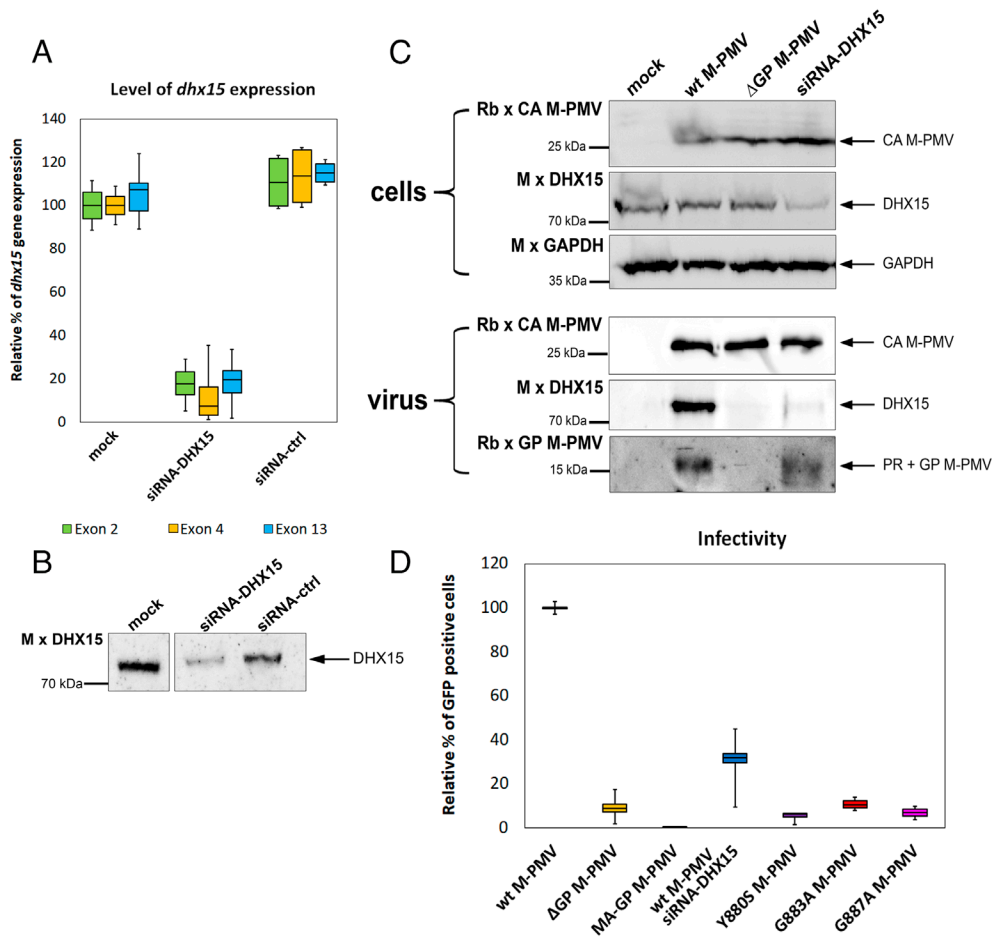 A
Level of dhx15 expression
Relative % of dhx15 gene expression
140
120
100
80
60
40
20
0
mock
siRNA-DHX15
siRNA-ctrl
Exon 2
Exon 4
Exon 13
B
mock
siRNA-DHX15
siRNA-ctrl
M x DHX15
70 kDa
DHX15
C
mock
wt M-PMV
ΔGP M-PMV
siRNA-DHX15
cells
Rb x CA M-PMV
25 kDa
CA M-PMV
M x DHX15
70 kDa
DHX15
M x GAPDH
35 kDa
GAPDH
virus
Rb x CA M-PMV
25 kDa
CA M-PMV
M x DHX15
70 kDa
DHX15
Rb x GP M-PMV
15 kDa
PR + GP M-PMV
D
Infectivity
Relative % of GFP positive cells
120
100
80
60
40
20
0
wt M-PMV
ΔGP M-PMV
MA-GP M-PMV
wt M-PMV
siRNA-DHX15
Y880S M-PMV
G883A M-PMV
G887A M-PMV